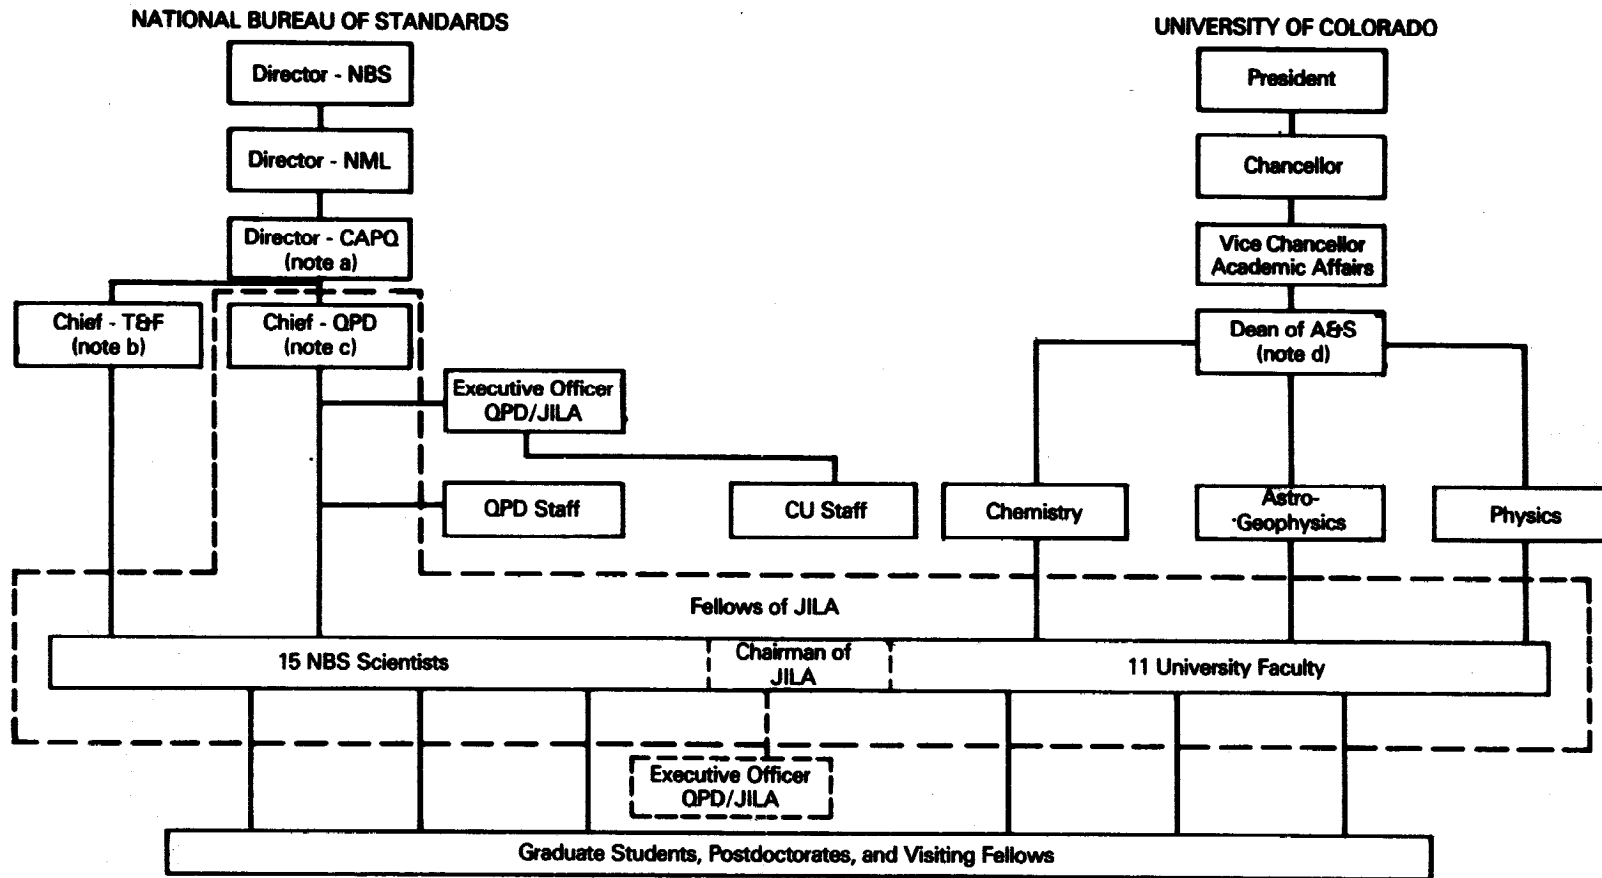 NATIONAL BUREAU OF STANDARDS
UNIVERSITY OF COLORADO
Director - NBS
President
Director - NML
Chancellor
Director - CAPQ
(note a)
Vice Chancellor
Academic Affairs
Chief - T&F
(note b)
Chief - QPD
(note c)
Dean of A&S
(note d)
Executive Officer
QPD/JILA
QPD Staff
CU Staff
Chemistry
Astro-
Geophysics
Physics
Fellows of JILA
15 NBS Scientists
Chairman of
JILA
11 University Faculty
Executive Officer
QPD/JILA
Graduate Students, Postdoctorates, and Visiting Fellows